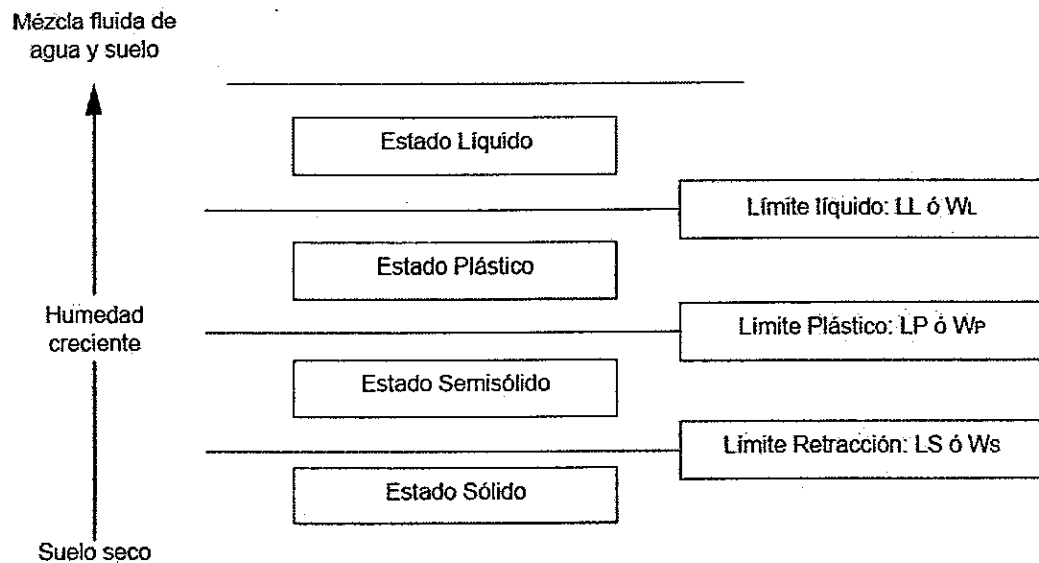 Mézcla fluida de
agua y suelo
Estado Líquido
Límite líquido: LL ó WL
Estado Plástico
Humedad
creciente
Límite Plástico: LP ó WP
Estado Semisólido
Límite Retracción: LS ó WS
Estado Sólido
Suelo seco